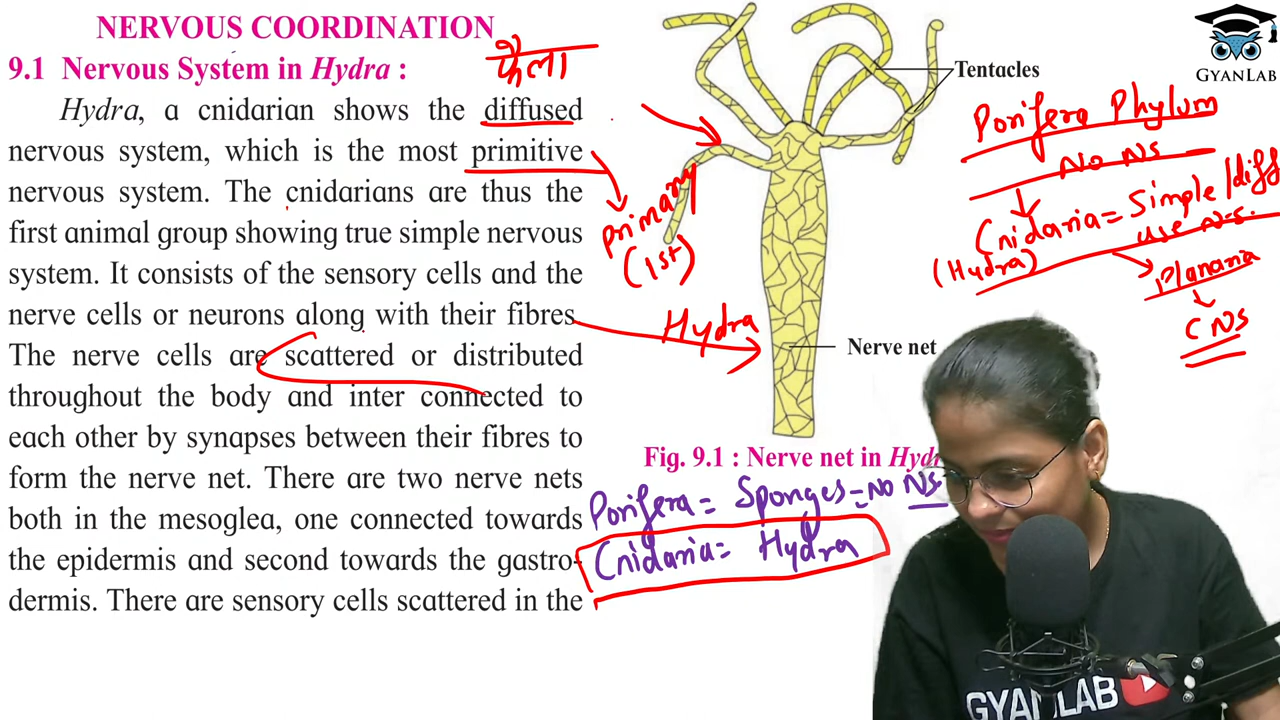 NERVOUS COORDINATION
9.1 Nervous System in Hydra :
फैला
Hydra, a cnidarian shows the diffused
nervous system, which is the most primitive
nervous system. The cnidarians are thus the
first animal group showing true simple nervous
system. It consists of the sensory cells and the
nerve cells or neurons along with their fibres.
The nerve cells are scattered or distributed
throughout the body and inter connected to
each other by synapses between their fibres to
form the nerve net. There are two nerve nets
both in the mesoglea, one connected towards
the epidermis and second towards the gastro-
dermis. There are sensory cells scattered in the
primary
(1st)
Hydra
Tentacles
Nerve net
Fig. 9.1 : Nerve net in Hyd
Porifera = Sponges = No NS
Cnidaria = Hydra
GYANLAB
Porifera Phylum
No NS
Cnidaria = Simple/diff
use N.S.
(Hydra)
Planaria
CNS
GYANLAB